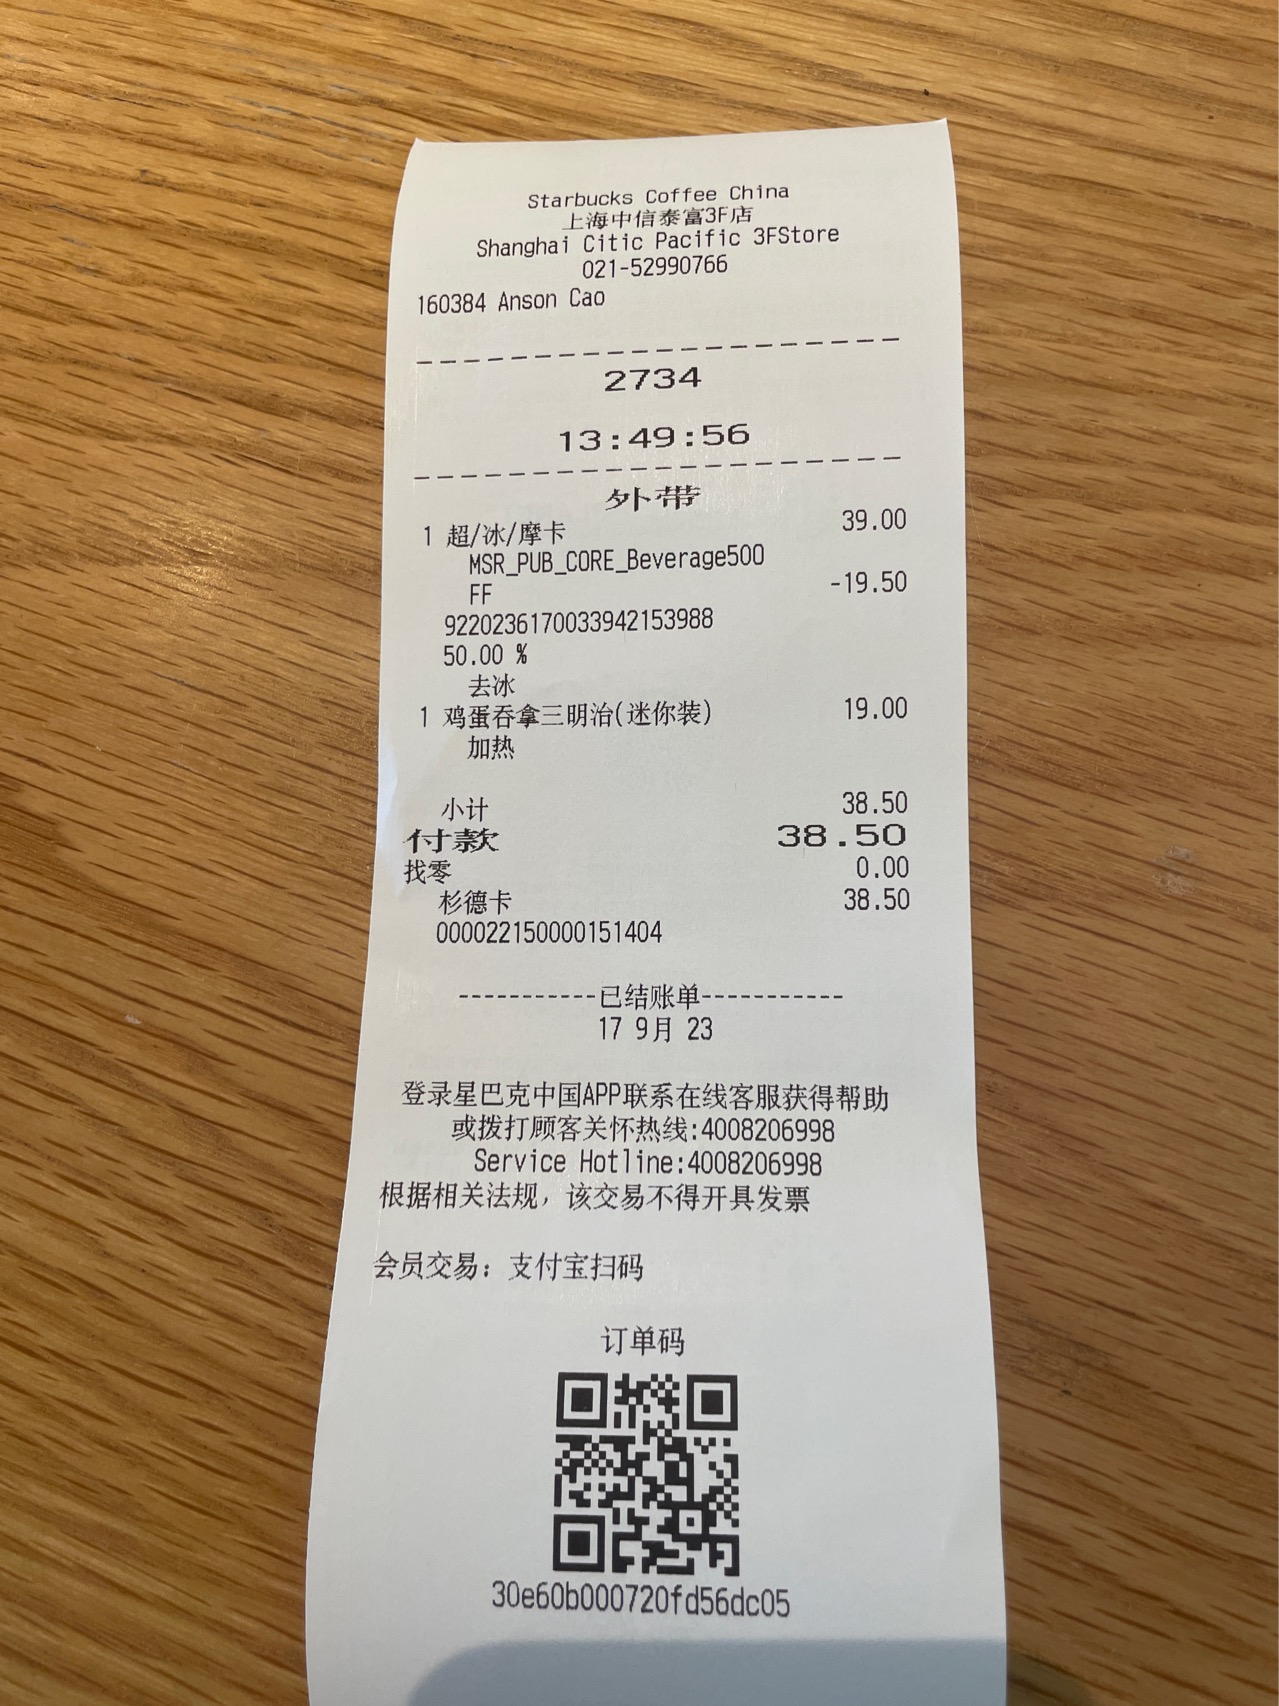 Starbucks Coffee China
上海中信泰富3F店
Shanghai Citic Pacific 3FStore
021-52990766
160384 Anson Cao
2734
13:49:56
外带
1 超/冰/摩卡 39.00
MSR_PUB_CORE_Beverage500
FF -19.50
9220236170033942153988
50.00 %
去冰
1 鸡蛋吞拿三明治(迷你装) 19.00
加热
小计 38.50
付款 38.50
找零 0.00
杉德卡 38.50
0000221500001514​04
-----------已结账单-----------
17 9月 23
登录星巴克中国APP联系在线客服获得帮助
或拨打顾客关怀热线:4008206998
Service Hotline:4008206998
根据相关法规，该交易不得开具发票
会员交易：支付宝扫码
订单码
30e60b000720fd56dc05